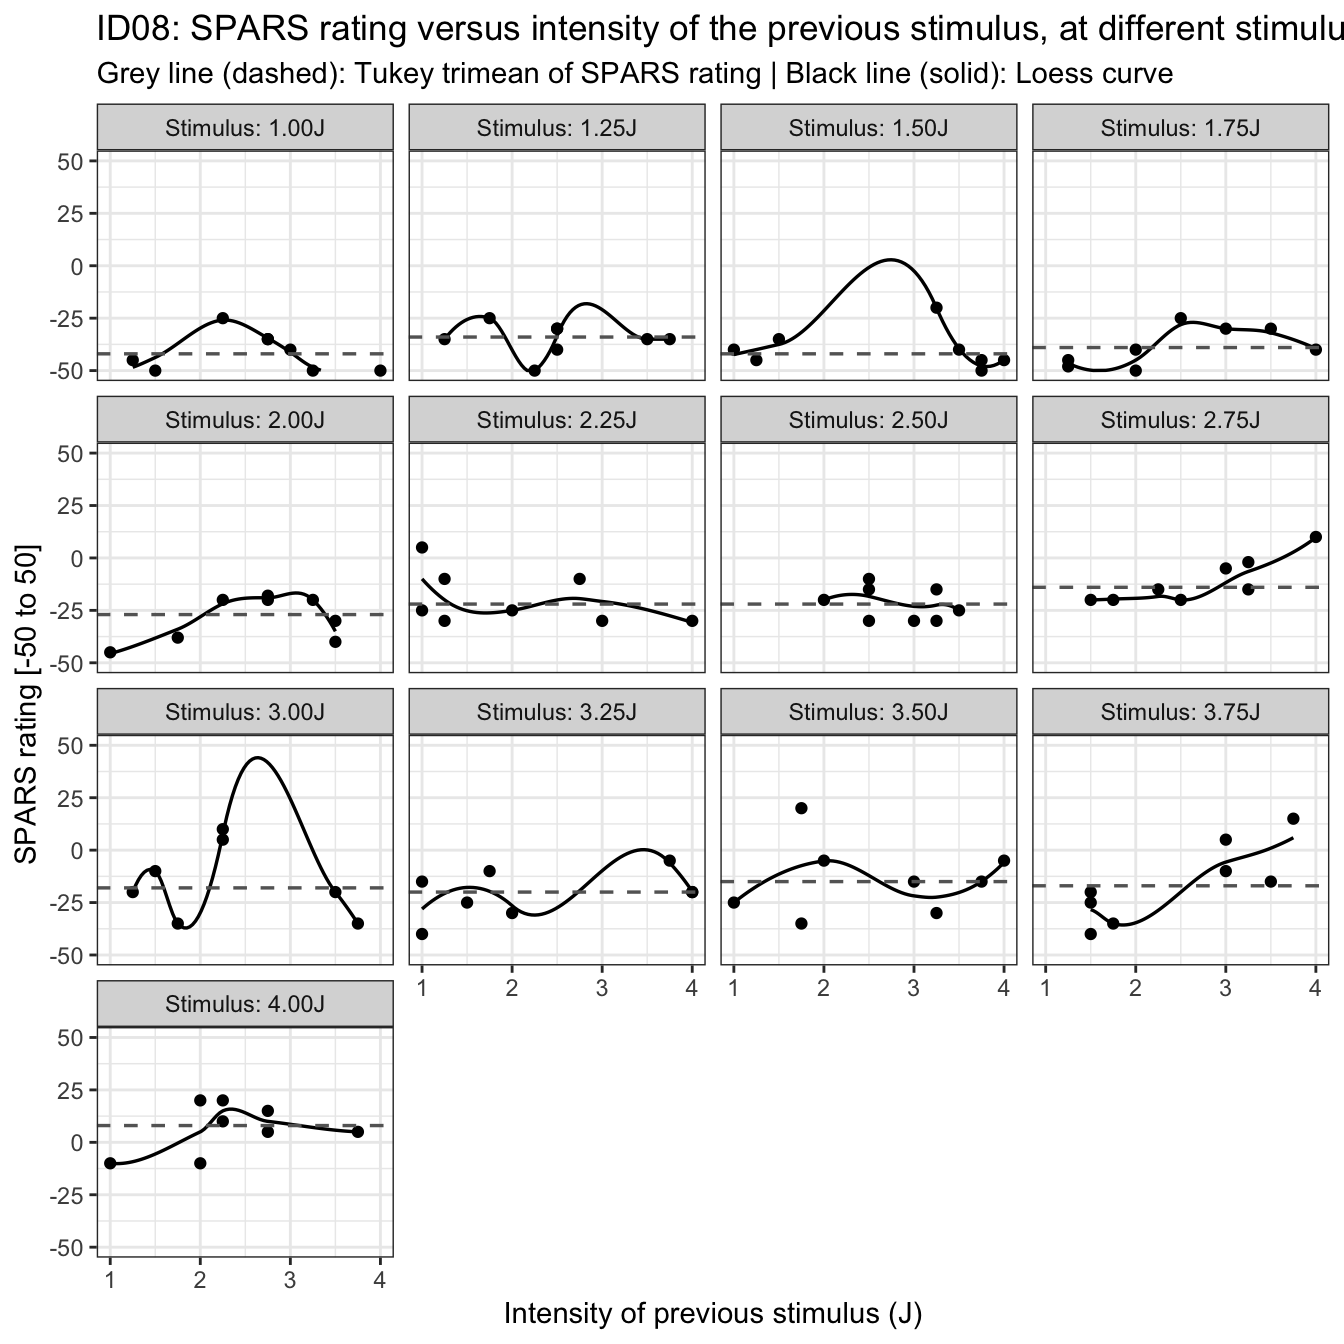 ID08: SPARS rating versus intensity of the previous stimulus, at different stimulu
Grey line (dashed): Tukey trimean of SPARS rating | Black line (solid): Loess curve
Stimulus: 1.00J
Stimulus: 1.25J
Stimulus: 1.50J
Stimulus: 1.75J
50
25
0
-25
-50
Stimulus: 2.00J
Stimulus: 2.25J
Stimulus: 2.50J
Stimulus: 2.75J
50
25
0
-25
-50
Stimulus: 3.00J
Stimulus: 3.25J
Stimulus: 3.50J
Stimulus: 3.75J
50
25
0
-25
-50
1 2 3 4
1 2 3 4
1 2 3 4
Stimulus: 4.00J
50
25
0
-25
-50
1 2 3 4
SPARS rating [-50 to 50]
Intensity of previous stimulus (J)